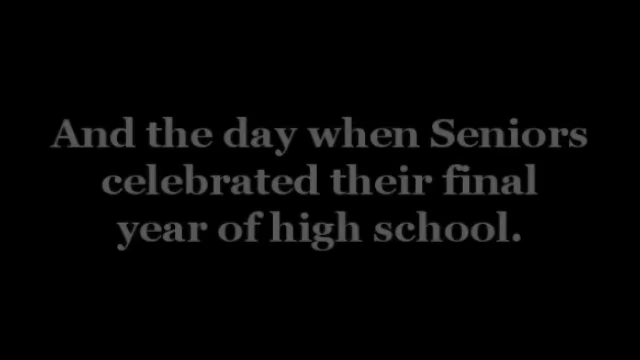 And the day when Seniors
celebrated their final
year of high school.